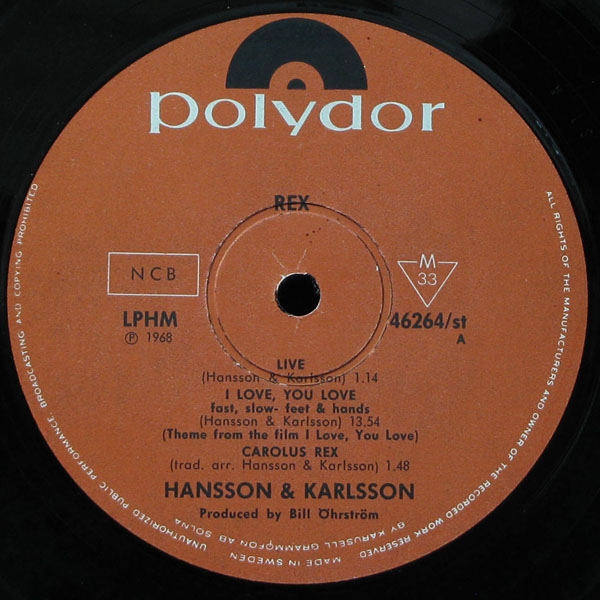 polydor
REX
NCB
M
33
LPHM
46264/st
℗ 1968
A
LIVE
(Hansson & Karlsson) 1.14
I LOVE, YOU LOVE
fast, slow- feet & hands
(Hansson & Karlsson) 13.54
(Theme from the film I Love, You Love)
CAROLUS REX
(trad. arr. Hansson & Karlsson) 1.48
HANSSON & KARLSSON
Produced by Bill Öhrström
ALL RIGHTS OF THE MANUFACTURERS AND OWNER OF THE RECORDED WORK RESERVED
UNAUTHORIZED PUBLIC PERFORMANCE, BROADCASTING AND COPYING PROHIBITED
BY KARUSELL GRAMMOFON AB SOLNA
MADE IN SWEDEN